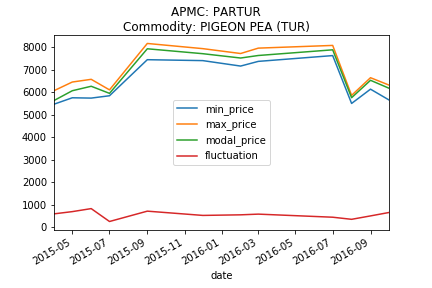 APMC: PARTUR
Commodity: PIGEON PEA (TUR)
8000
7000
6000
5000
4000
3000
2000
1000
0
min_price
max_price
modal_price
fluctuation
2015-05
2015-07
2015-09
2015-11
2016-01
2016-03
2016-05
2016-07
2016-09
date